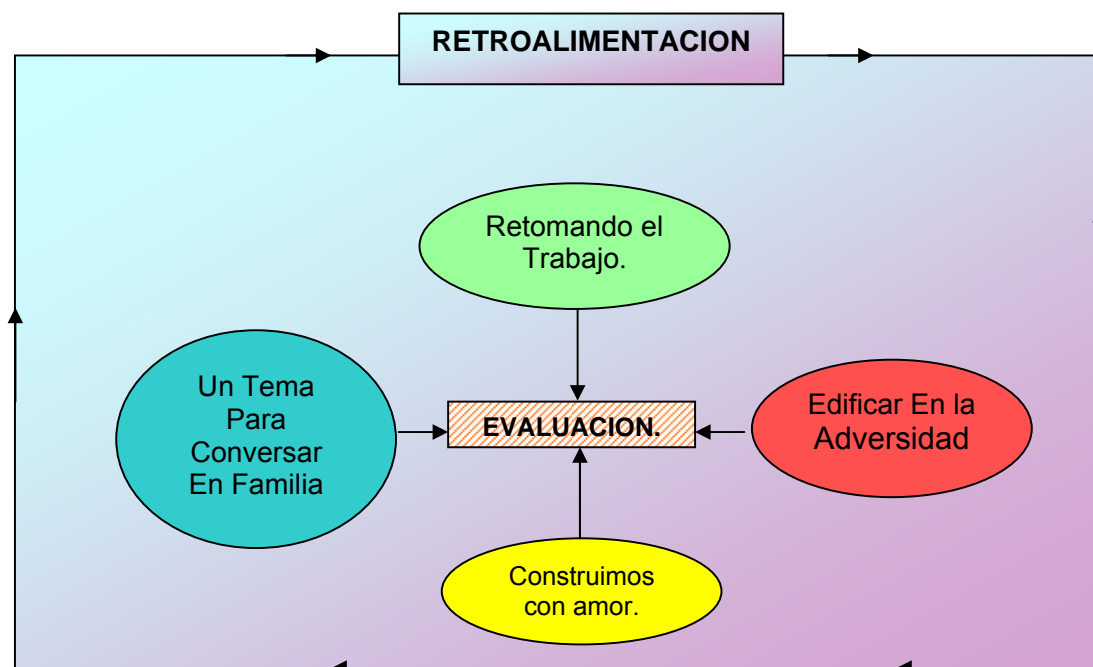 RETROALIMENTACION
Retomando el
Trabajo.
Un Tema
Para
Conversar
En Familia
EVALUACION.
Edificar En la
Adversidad
Construimos
con amor.